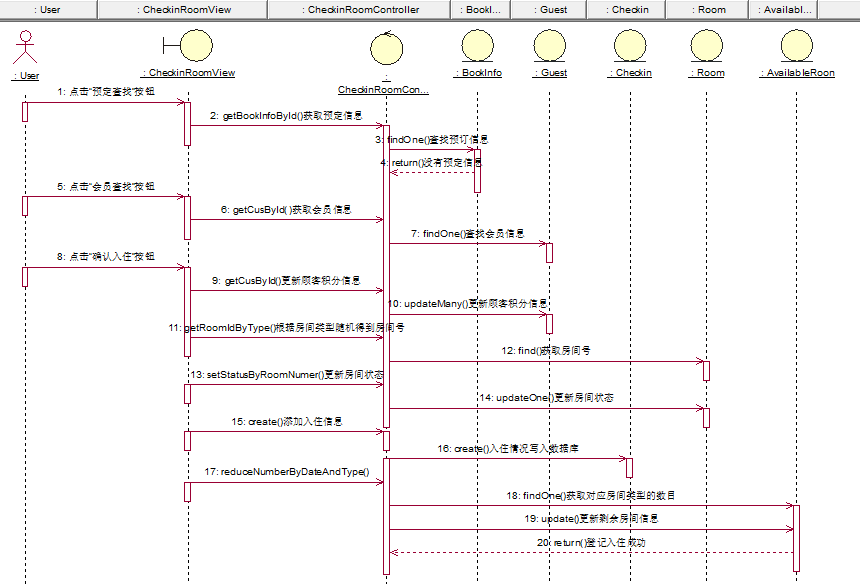 : User
: CheckinRoomView
: CheckinRoomController
: BookI...
: Guest
: Checkin
: Room
: Availabl...
: User
: CheckinRoomView
:
CheckinRoomCon...
: BookInfo
: Guest
: Checkin
: Room
: AvailableRoon
1: 点击“预定查找”按钮
2: getBookInfoById()获取预定信息
3: findOne()查找预订信息
4: return()没有预定信息
5: 点击“会员查找”按钮
6: getCusById()获取会员信息
7: findOne()查找会员信息
8: 点击“确认入住”按钮
9: getCusById()更新顾客积分信息
10: updateMany()更新顾客积分信息
11: getRoomIdByType()根据房间类型随机得到房间号
12: find()获取房间号
13: setStatusByRoomNumer()更新房间状态
14: updateOne()更新房间状态
15: create()添加入住信息
16: create()入住情况写入数据库
17: reduceNumberByDateAndType()
18: findOne()获取对应房间类型的数目
19: update()更新剩余房间信息
20: return()登记入住成功